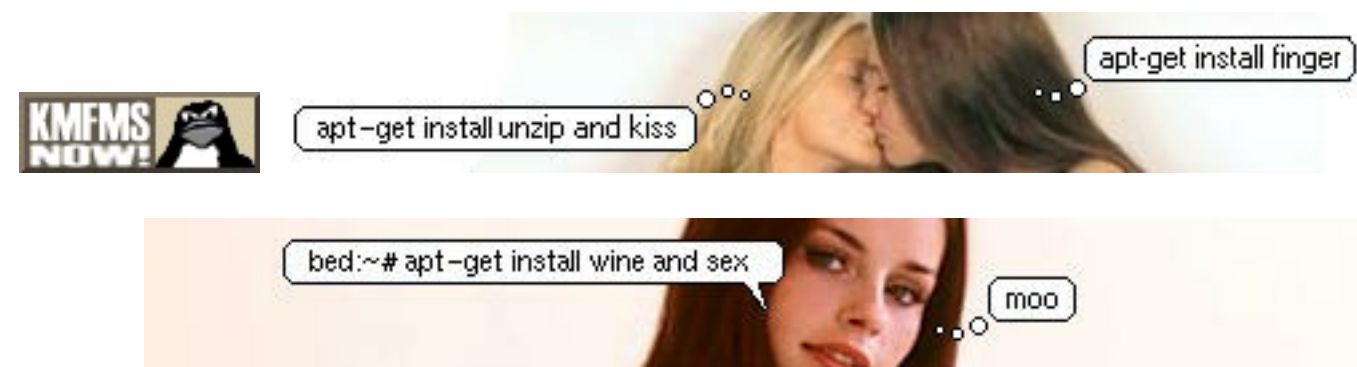 apt-get install finger
KMFMS
NOW!
apt-get install unzip and kiss
bed:~# apt-get install wine and sex
moo